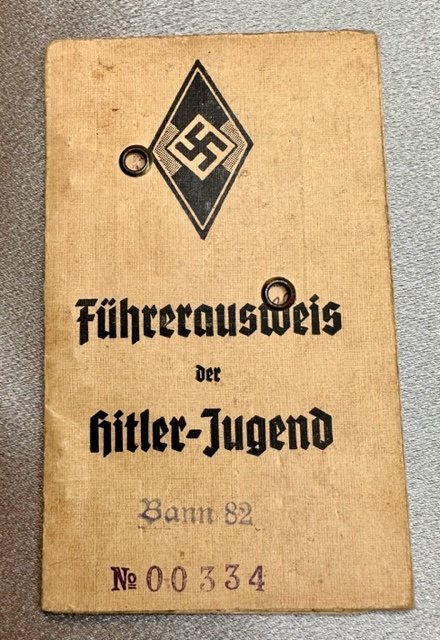 Führerausweis
der
Hitler-Jugend
Bann 82
No 00334